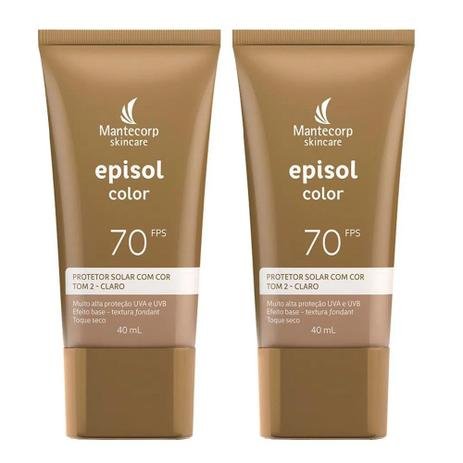 Mantecorp
skincare
episol
color
70 FPS
PROTETOR SOLAR COM COR
TOM 2 - CLARO
Muito alta proteção UVA e UVB
Efeito base - textura fondant
Toque seco
40 mL
Mantecorp
skincare
episol
color
70 FPS
PROTETOR SOLAR COM COR
TOM 2 - CLARO
Muito alta proteção UVA e UVB
Efeito base - textura fondant
Toque seco
40 mL